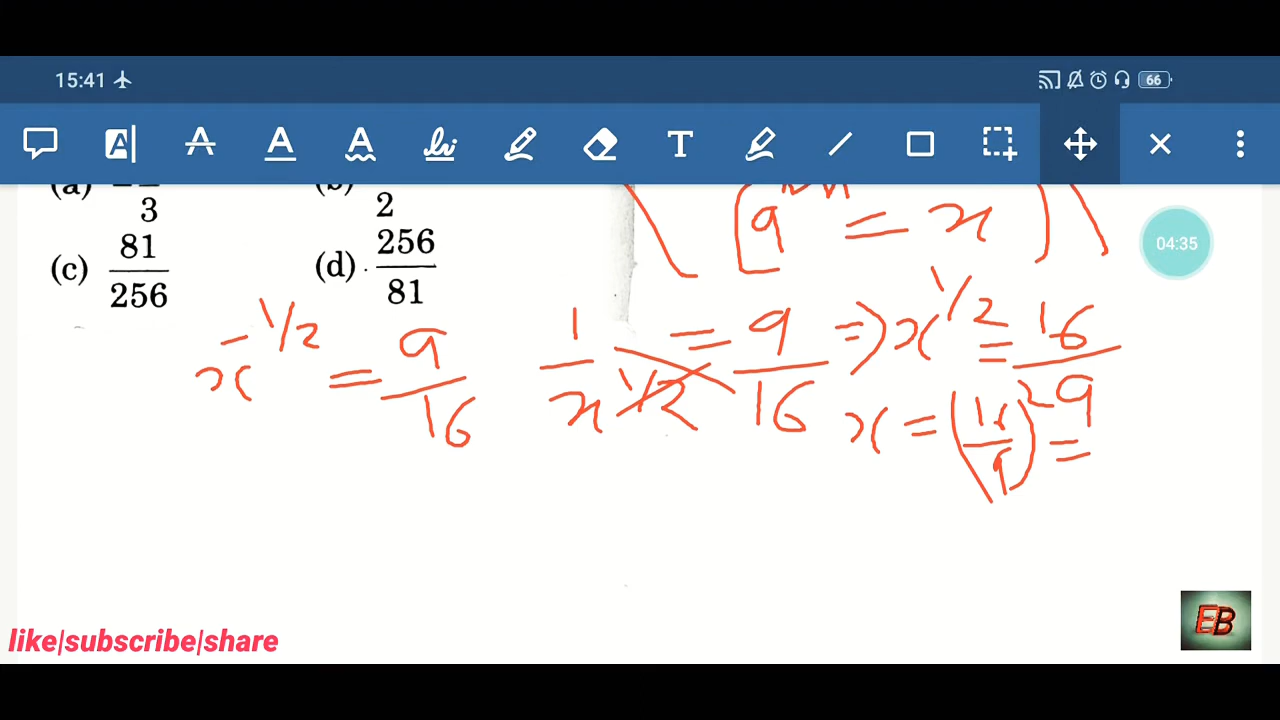 15:41 66
A A A A T
04:35
(a) 3 (b) 2
(c) 81/256 (d) 256/81
= x
x^-1/2 = 9/16 1/x^1/2 = 9/16 => x^1/2 = 16/9
x = (16/9)^2 =
EB
like|subscribe|share